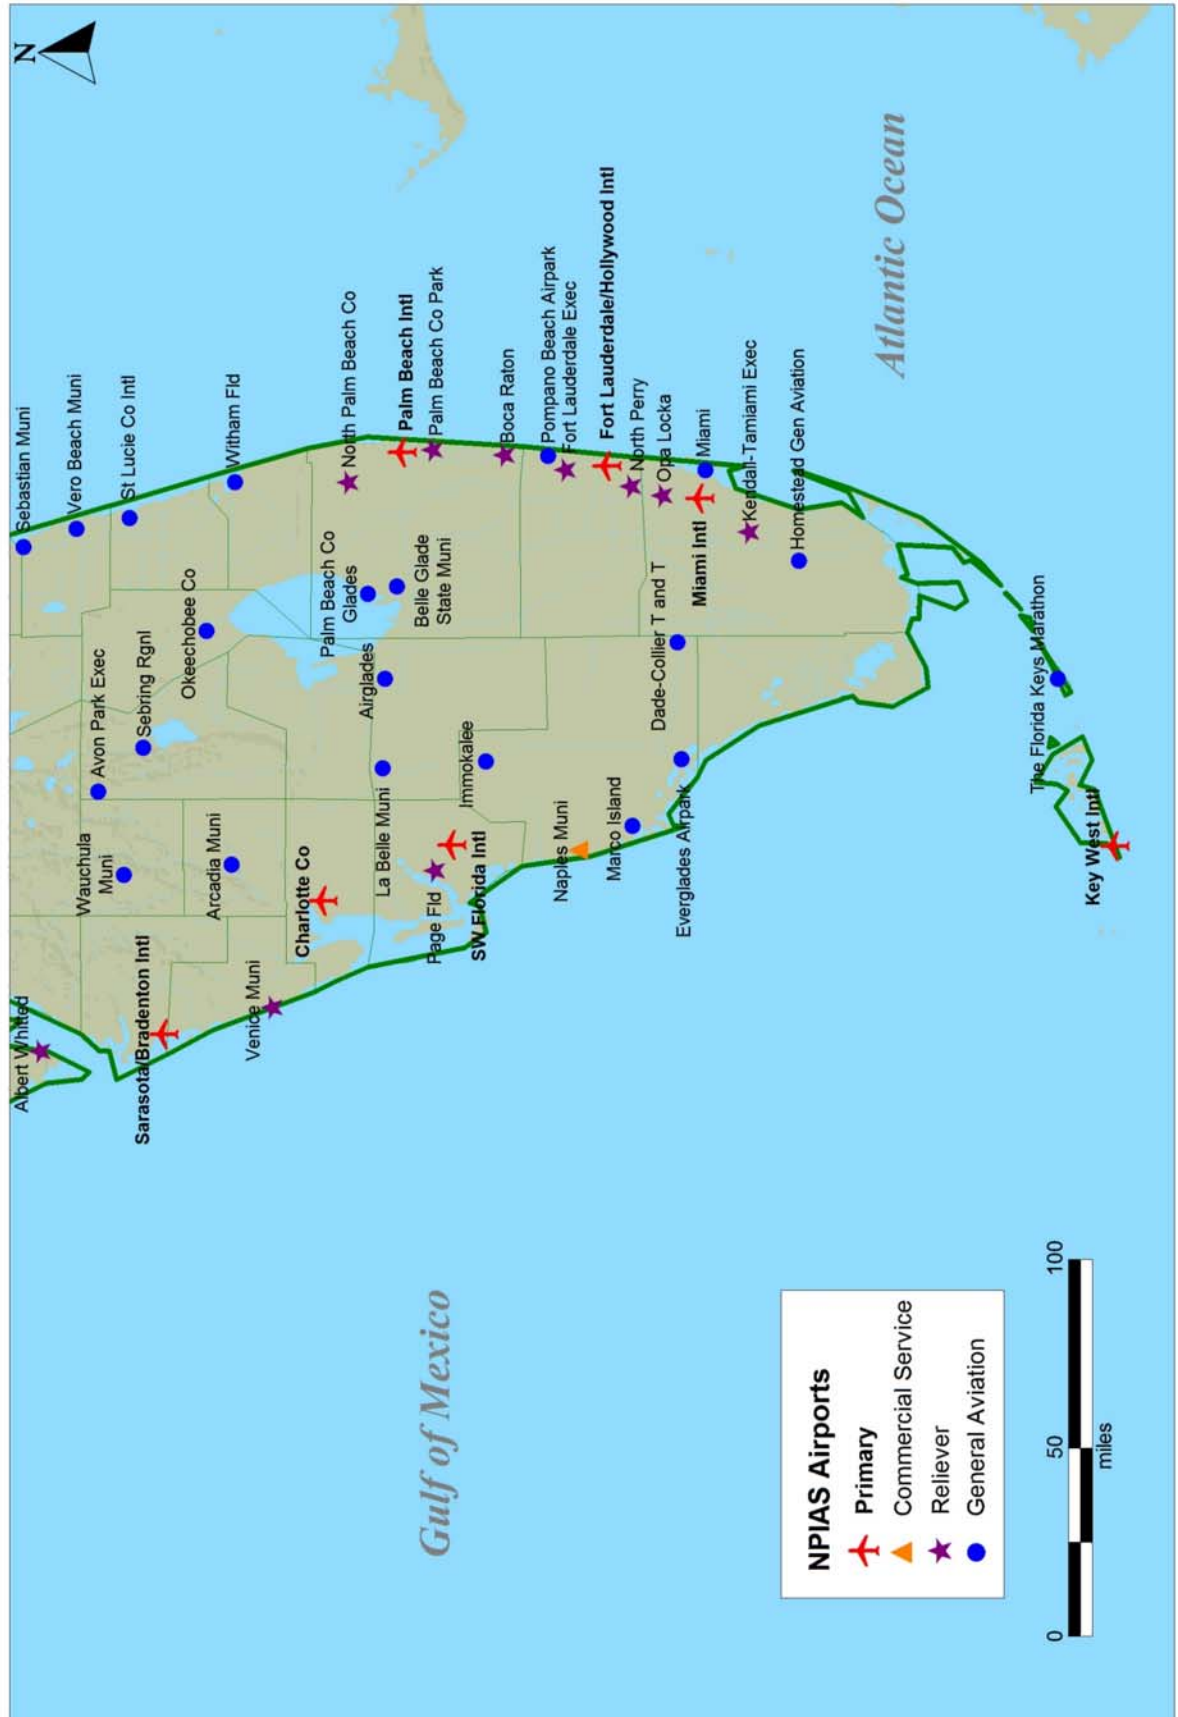 N
Sebastian Muni
Vero Beach Muni
St Lucie Co Intl
Witham Fld
North Palm Beach Co
Palm Beach Intl
Palm Beach Co Park
Boca Raton
Pompano Beach Airpark
Fort Lauderdale Exec
Fort Lauderdale/Hollywood Intl
North Perry
Opa Locka
Miami
Miami Intl
Kendall-Tamiami Exec
Homestead Gen Aviation
Atlantic Ocean
Avon Park Exec
Sebring Rgnl
Okeechobee Co
Palm Beach Co
Glades
Belle Glade
State Muni
Airglades
Dade-Collier T and T
Wauchula
Muni
Arcadia Muni
Charlotte Co
La Belle Muni
Immokalee
Page Fld
SW Florida Intl
Naples Muni
Marco Island
Everglades Airpark
The Florida Keys Marathon
Key West Intl
Albert Whitted
Sarasota/Bradenton Intl
Venice Muni
Gulf of Mexico
NPIAS Airports
Primary
Commercial Service
Reliever
General Aviation
0
50
100
miles